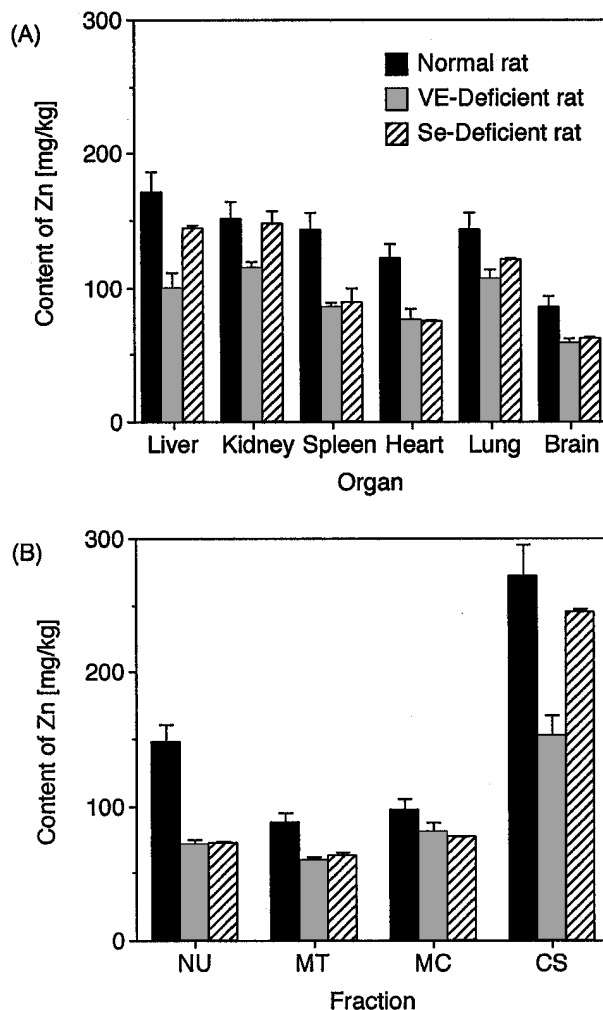 (A)
300
200
100
0
Content of Zn [mg/kg]
Normal rat
VE-Deficient rat
Se-Deficient rat
Liver Kidney Spleen Heart Lung Brain
Organ
(B)
300
200
100
0
Content of Zn [mg/kg]
NU MT MC CS
Fraction